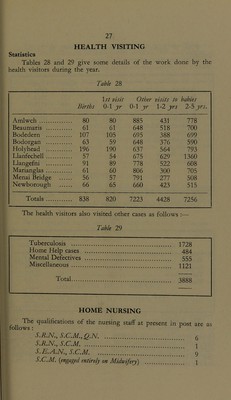 27
HEALTH VISITING
Statistics
Tables 28 and 29 give some details of the work done by the
health visitors during the year.
Table 28
1st visit Other visits to babies
Births 0-1 yr 0-1 yr 1-2 yrs 2-5 yrs.
Amlwch ............ 80 80 885 431 778
Beaumaris ......... 61 61 648 518 700
Bodedern ......... 107 105 695 388 699
Bodorgan ......... 63 59 648 376 590
Holyhead ......... 196 190 637 564 793
Llanfechell ......... 57 54 675 629 1360
Llangefni ......... 91 89 778 522 608
Marianglas ......... 61 60 806 300 705
Menai Bridge ...... 56 57 791 277 508
Newborough ...... 66 65 660 423 515
Totals ............ 838 820 7223 4428 7256
The health visitors also visited other cases as follows :—
Table 29
Tuberculosis ........................ 1728
Home Help cases ........................ 484
Mental Defectives ........................ 555
Miscellaneous ........................ 1121
Total ........................ 3888
HOME NURSING
The qualifications of the nursing staff at present in post are as
follows :
S.R.N., S.C.M., Q.N. ........................ 6
S.R.N., S.C.M. ........................ 1
S.E.A.N., S.C.M. ........................ 9
S.C.M. (engaged entirely on Midwifery) ........................ 1